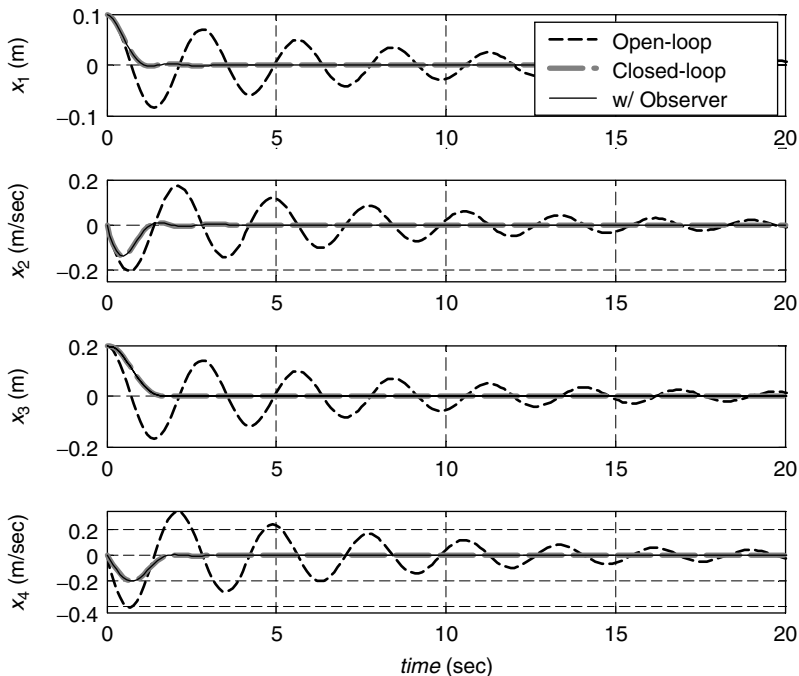 0.1
0
–0.1
x1 (m)
Open-loop
Closed-loop
w/ Observer
0 5 10 15 20
0.2
0
–0.2
x2 (m/sec)
0 5 10 15 20
0.2
0
–0.2
x3 (m)
0 5 10 15 20
0.2
0
–0.2
–0.4
x4 (m/sec)
0 5 10 15 20
time (sec)